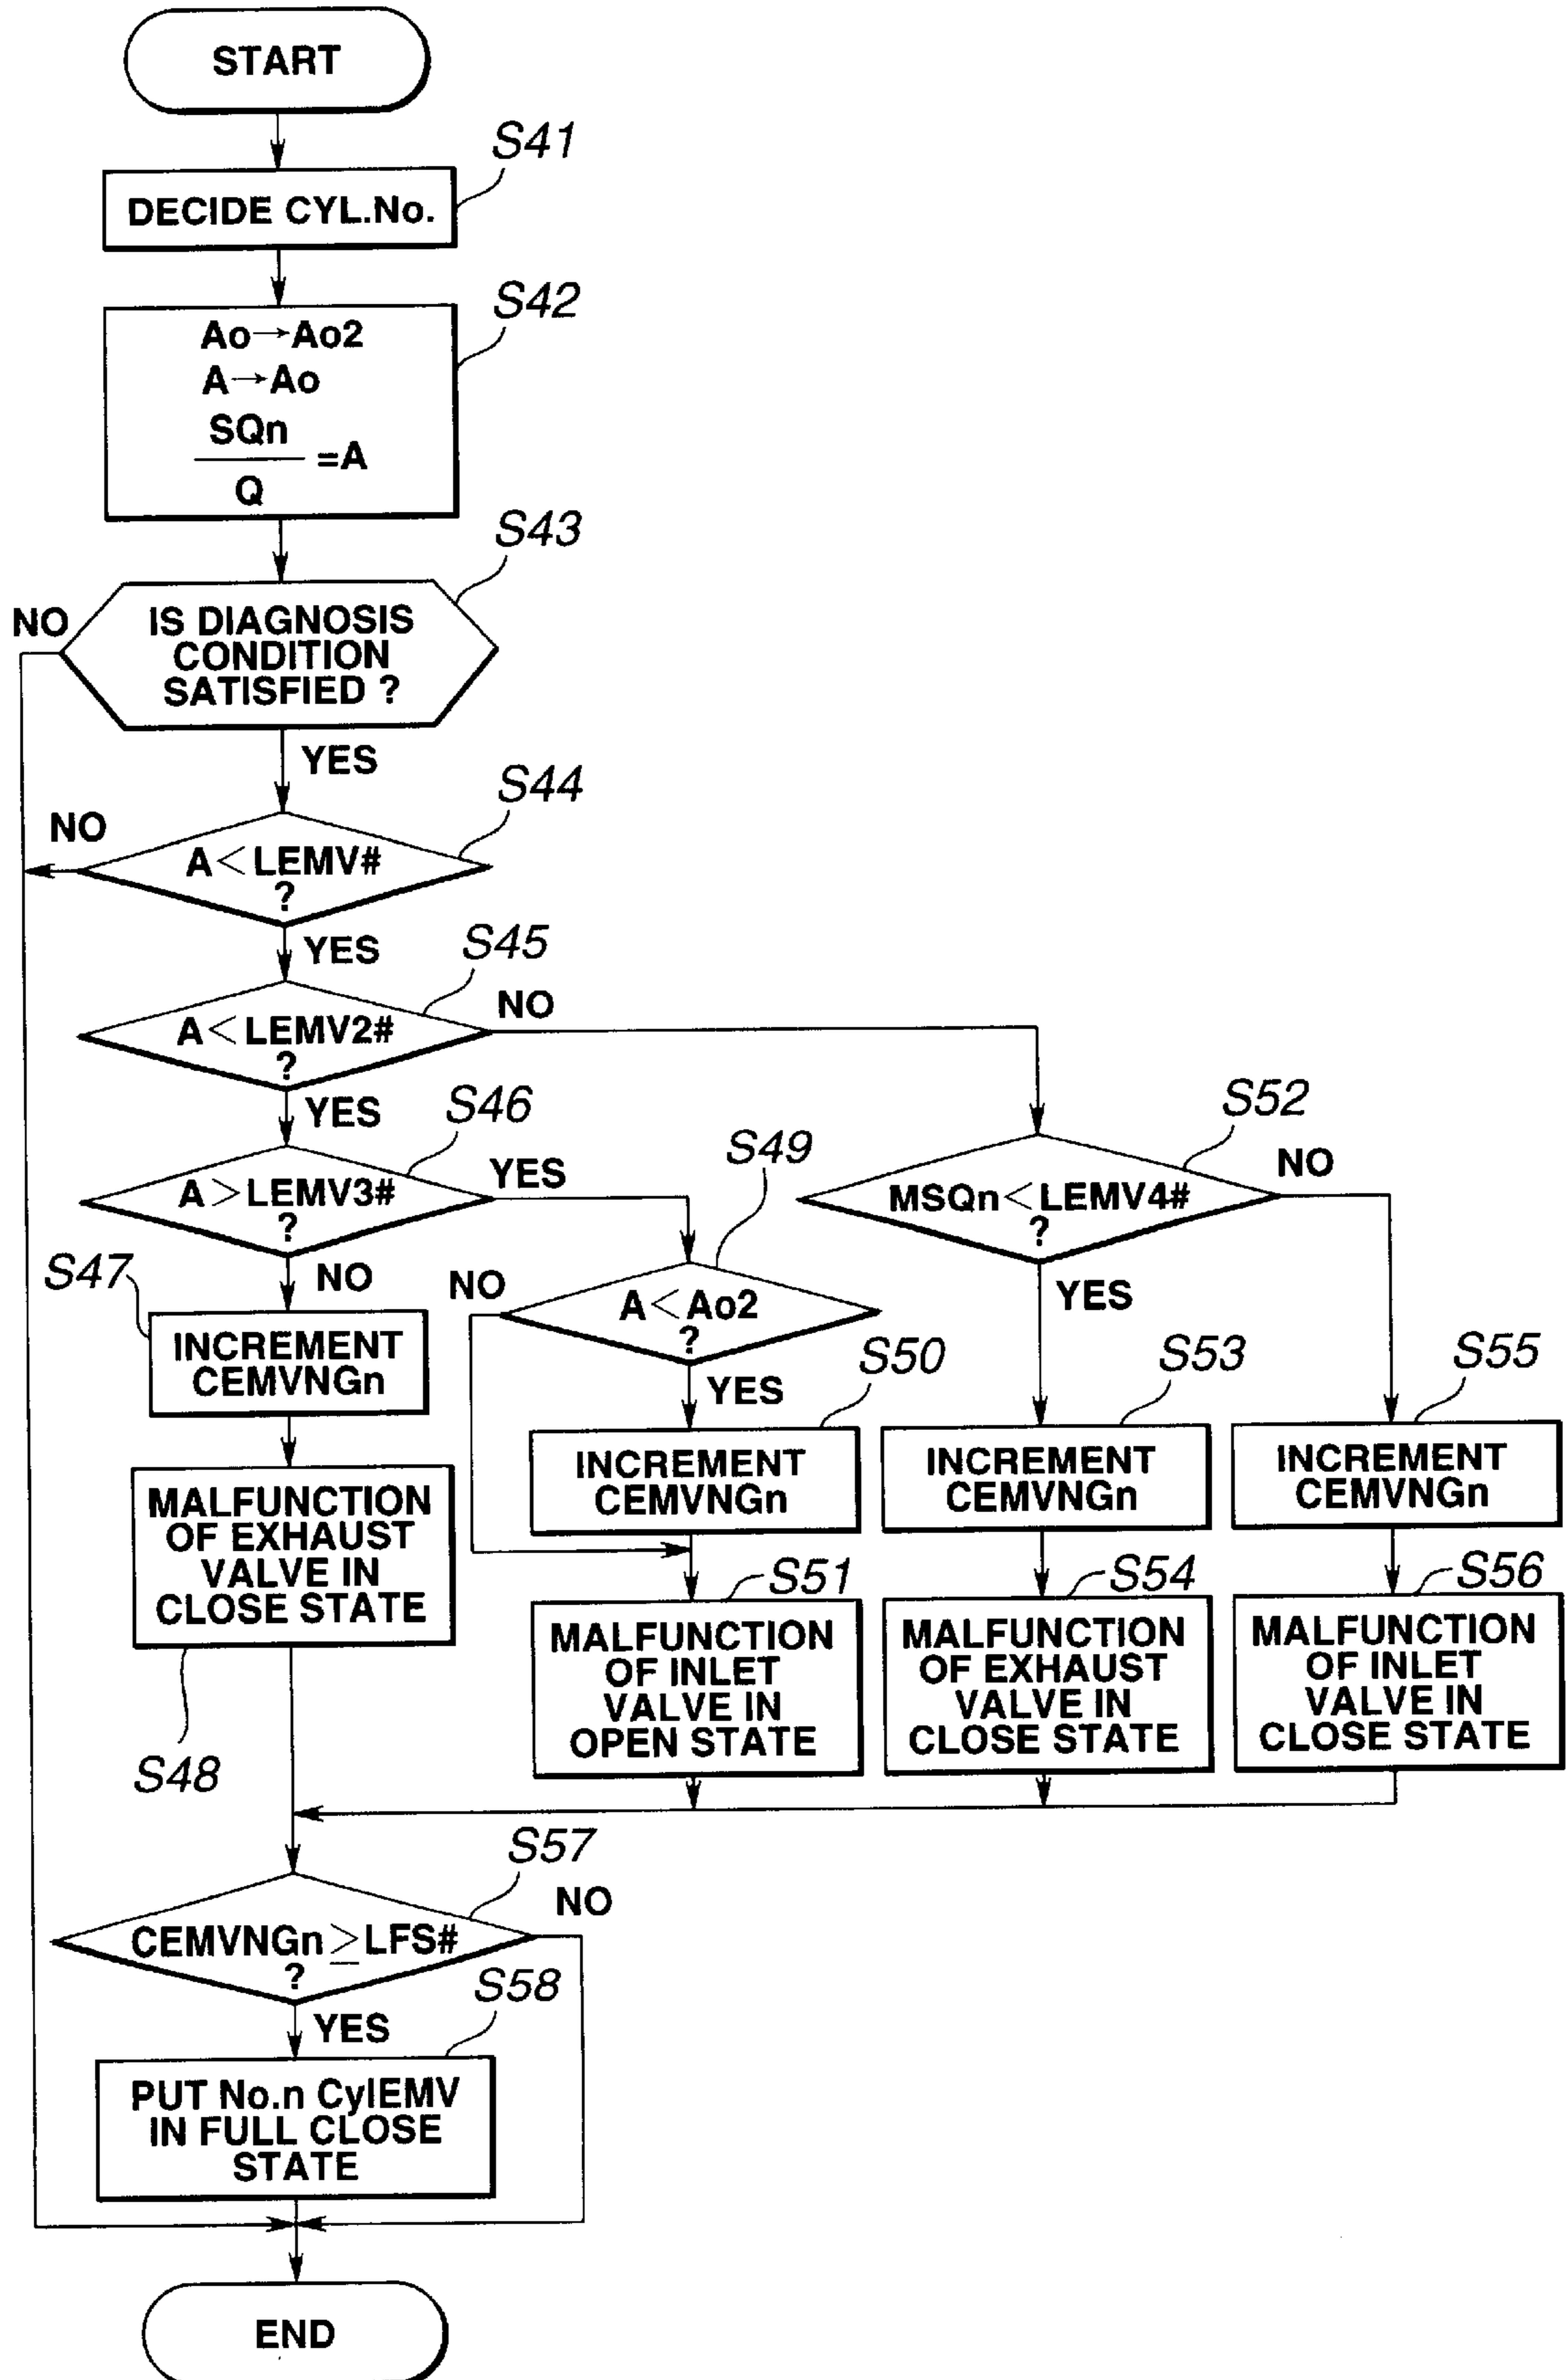 START
S41
DECIDE CYL.No.
S42
Ao→Ao2
A→Ao
SQn
=A
Q
S43
NO
IS DIAGNOSIS
CONDITION
SATISFIED ?
YES
S44
NO
A<LEMV#
?
YES
S45
NO
A<LEMV2#
?
YES
S46
YES
A>LEMV3#
?
NO
S52
NO
MSQn<LEMV4#
?
YES
S49
NO
A<Ao2
?
YES
S47
INCREMENT
CEMVNGn
S50
INCREMENT
CEMVNGn
S53
INCREMENT
CEMVNGn
S55
INCREMENT
CEMVNGn
MALFUNCTION
OF EXHAUST
VALVE IN
CLOSE STATE
S48
S51
MALFUNCTION
OF INLET
VALVE IN
OPEN STATE
S54
MALFUNCTION
OF EXHAUST
VALVE IN
CLOSE STATE
S56
MALFUNCTION
OF INLET
VALVE IN
CLOSE STATE
S57
NO
CEMVNGn≥LFS#
?
YES
S58
PUT No.n CylEMV
IN FULL CLOSE
STATE
END